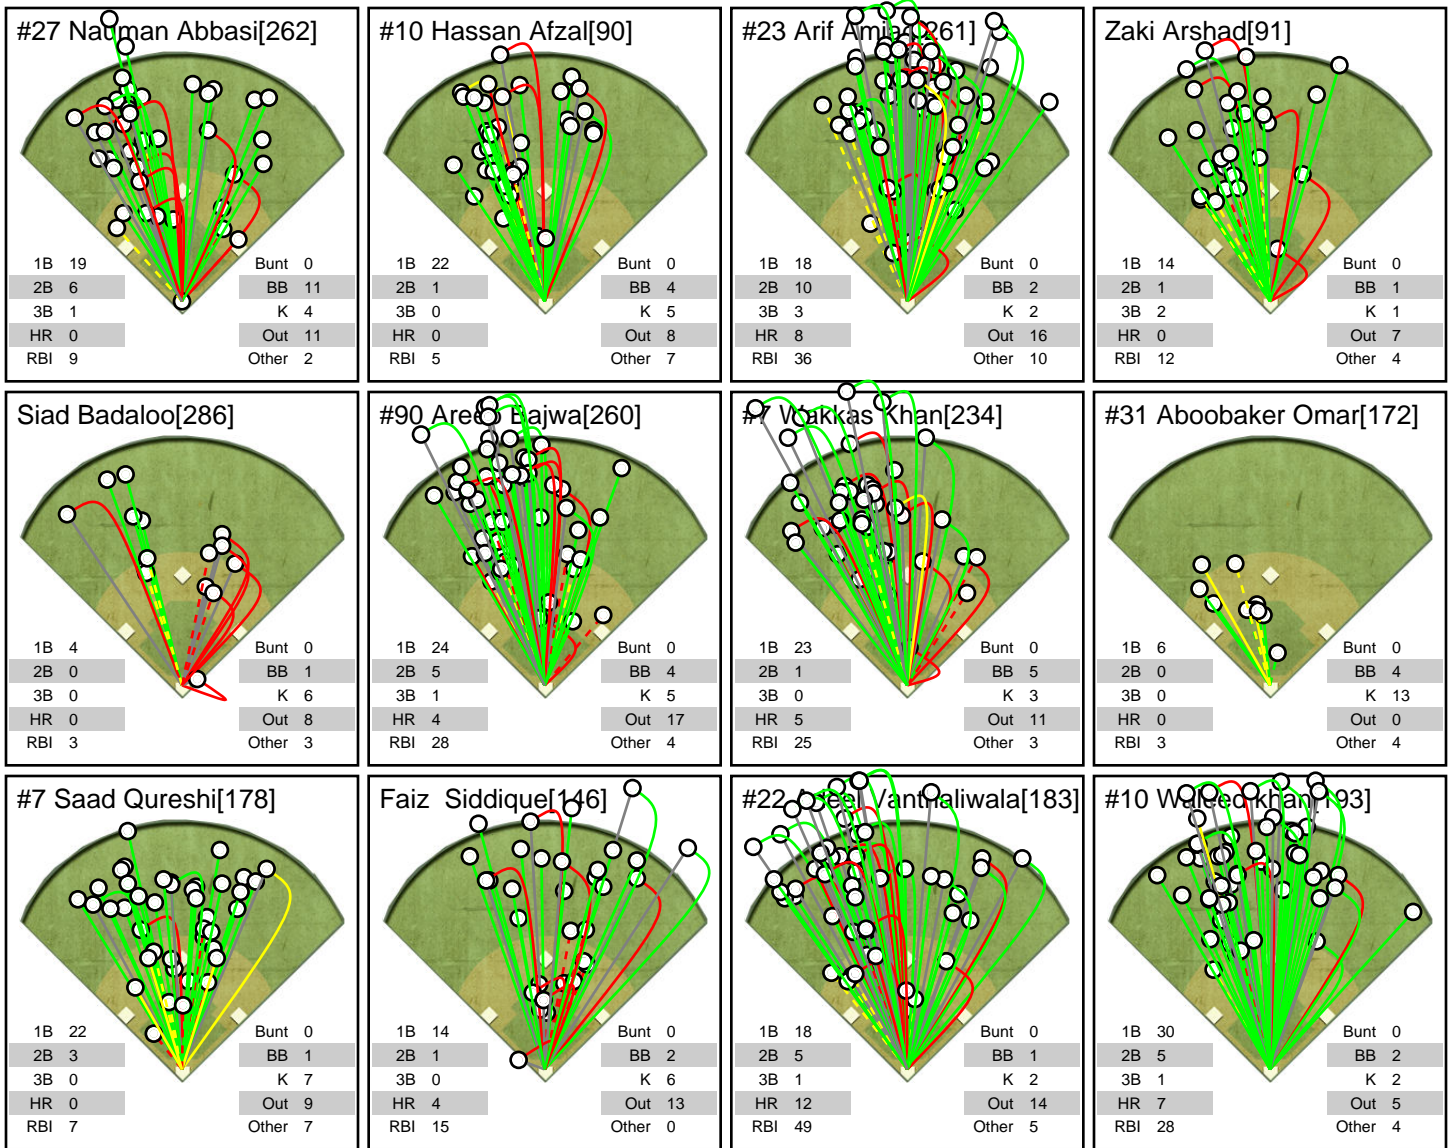 #27 Nauman Abbasi[262]
1B 19 Bunt 0
2B 6 BB 11
3B 1 K 4
HR 0 Out 11
RBI 9 Other 2
#10 Hassan Afzal[90]
1B 22 Bunt 0
2B 1 BB 4
3B 0 K 5
HR 0 Out 8
RBI 5 Other 7
#23 Arif Amjad[261]
1B 18 Bunt 0
2B 10 BB 2
3B 3 K 2
HR 8 Out 16
RBI 36 Other 10
Zaki Arshad[91]
1B 14 Bunt 0
2B 1 BB 1
3B 2 K 1
HR 0 Out 7
RBI 12 Other 4
Siad Badaloo[286]
1B 4 Bunt 0
2B 0 BB 1
3B 0 K 6
HR 0 Out 8
RBI 3 Other 3
#90 Areeb Bajwa[260]
1B 24 Bunt 0
2B 5 BB 4
3B 1 K 5
HR 4 Out 17
RBI 28 Other 4
#7 Wakkas Khan[234]
1B 23 Bunt 0
2B 1 BB 5
3B 0 K 3
HR 5 Out 11
RBI 25 Other 3
#31 Aboobaker Omar[172]
1B 6 Bunt 0
2B 0 BB 4
3B 0 K 13
HR 0 Out 0
RBI 3 Other 4
#7 Saad Qureshi[178]
1B 22 Bunt 0
2B 3 BB 1
3B 0 K 7
HR 0 Out 9
RBI 7 Other 7
Faiz Siddique[146]
1B 14 Bunt 0
2B 1 BB 2
3B 0 K 6
HR 4 Out 13
RBI 15 Other 0
#22 Adeel Vanthaliwala[183]
1B 18 Bunt 0
2B 5 BB 1
3B 1 K 2
HR 12 Out 14
RBI 49 Other 5
#10 Waleed khan[193]
1B 30 Bunt 0
2B 5 BB 2
3B 1 K 2
HR 7 Out 5
RBI 28 Other 4